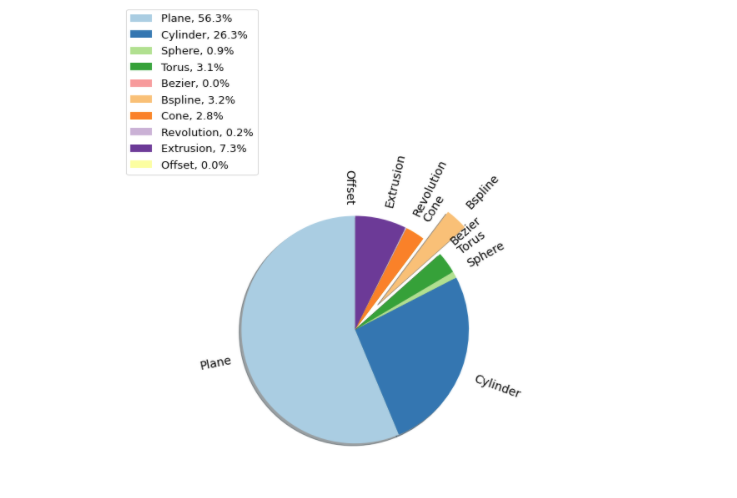 Plane, 56.3%
Cylinder, 26.3%
Sphere, 0.9%
Torus, 3.1%
Bezier, 0.0%
Bspline, 3.2%
Cone, 2.8%
Revolution, 0.2%
Extrusion, 7.3%
Offset, 0.0%
Offset
Extrusion
Revolution
Cone
Bspline
Bezier
Torus
Sphere
Plane
Cylinder